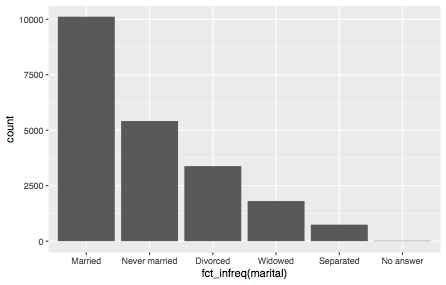 10000
7500
5000
2500
0
count
Married Never married Divorced Widowed Separated No answer
fct_infreq(marital)